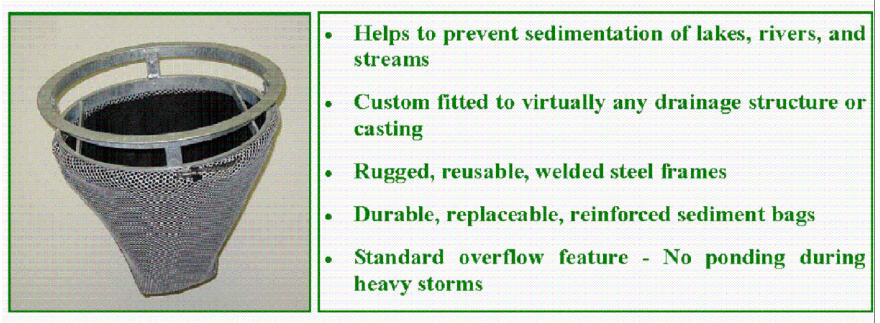 • Helps to prevent sedimentation of lakes, rivers, and
streams
• Custom fitted to virtually any drainage structure or
casting
• Rugged, reusable, welded steel frames
• Durable, replaceable, reinforced sediment bags
• Standard overflow feature - No ponding during
heavy storms